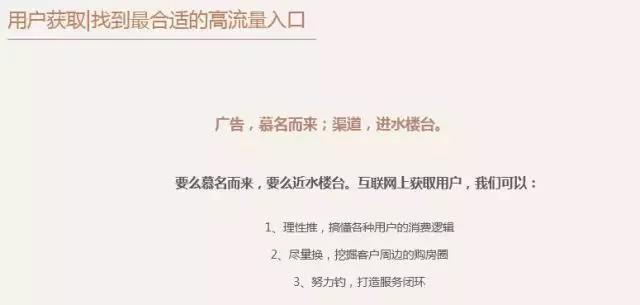 用户获取|找到最合适的高流量入口
广告，慕名而来；渠道，进水楼台。
要么慕名而来，要么近水楼台。互联网上获取用户，我们可以：
1、理性推，搞懂各种用户的消费逻辑
2、尽量换，挖掘客户周边的购房圈
3、努力钓，打造服务闭环